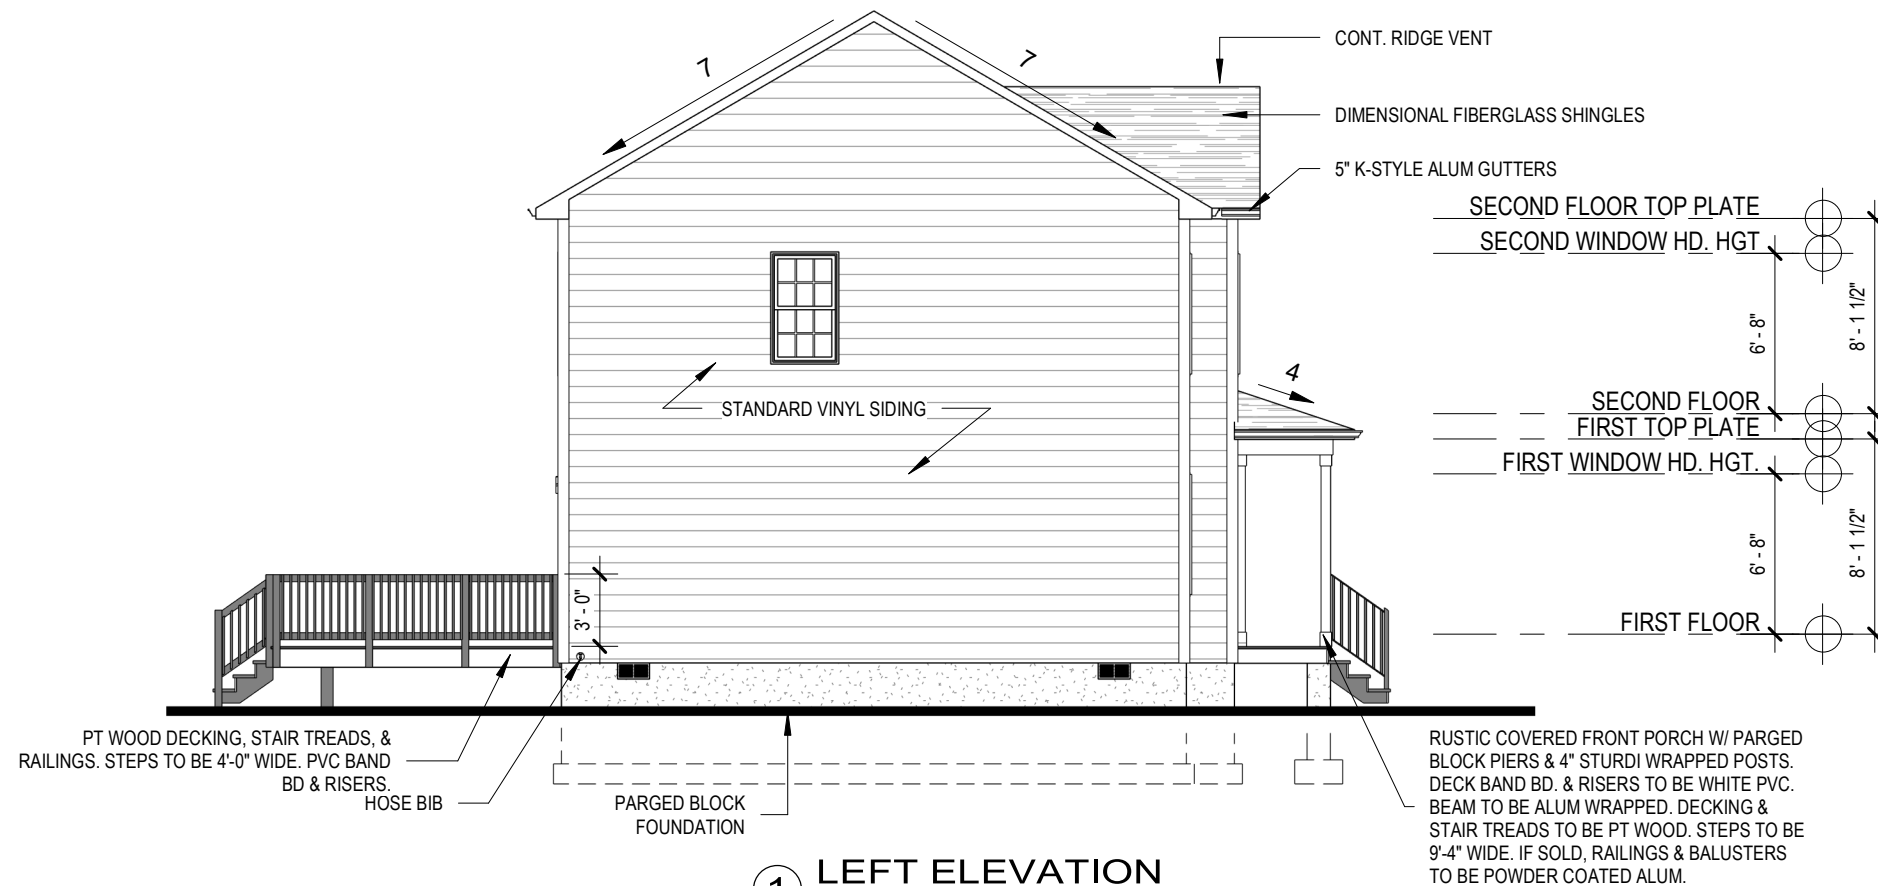 7
7
CONT. RIDGE VENT
DIMENSIONAL FIBERGLASS SHINGLES
5" K-STYLE ALUM GUTTERS
SECOND FLOOR TOP PLATE
SECOND WINDOW HD. HGT
6' - 8"
8' - 1 1/2"
4
STANDARD VINYL SIDING
SECOND FLOOR
FIRST TOP PLATE
FIRST WINDOW HD. HGT.
6' - 8"
8' - 1 1/2"
3' - 0"
FIRST FLOOR
PT WOOD DECKING, STAIR TREADS, &
RAILINGS. STEPS TO BE 4'-0" WIDE. PVC BAND
BD & RISERS.
HOSE BIB
PARGED BLOCK
FOUNDATION
RUSTIC COVERED FRONT PORCH W/ PARGED
BLOCK PIERS & 4" STURDI WRAPPED POSTS.
DECK BAND BD. & RISERS TO BE WHITE PVC.
BEAM TO BE ALUM WRAPPED. DECKING &
STAIR TREADS TO BE PT WOOD. STEPS TO BE
9'-4" WIDE. IF SOLD, RAILINGS & BALUSTERS
TO BE POWDER COATED ALUM.
1 LEFT ELEVATION